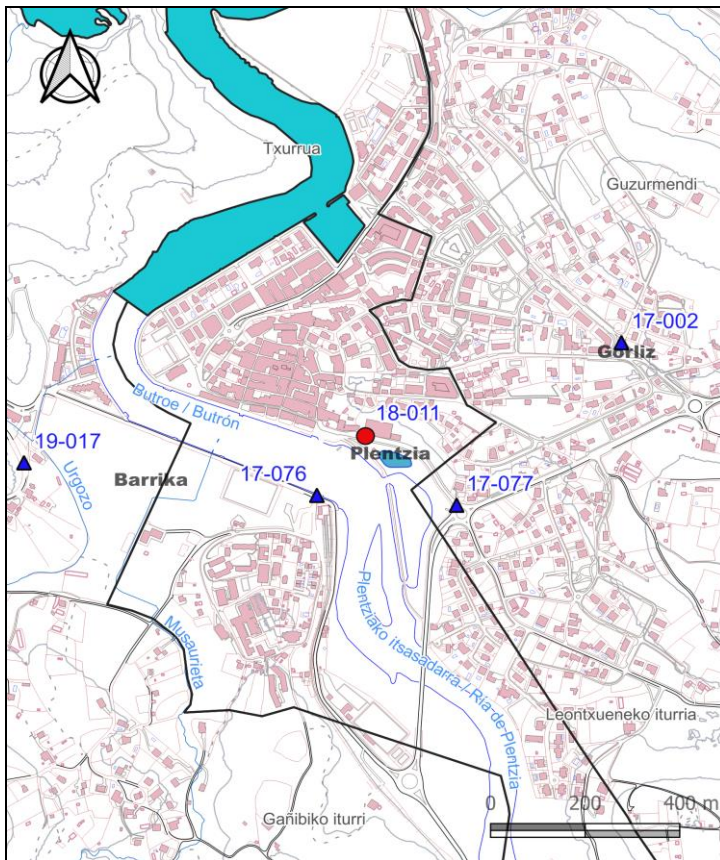 Txurrua
Guzurmendi
17-002
Gorliz
Butroe / Butrón
18-011
Plentzia
19-017
Urgozo
Barrika
17-076
17-077
Plentziako itsasadarra / Ría de Plentzia
Musaurieta
Leontxueneko iturria
Gañibiko iturri
0 200 400 m